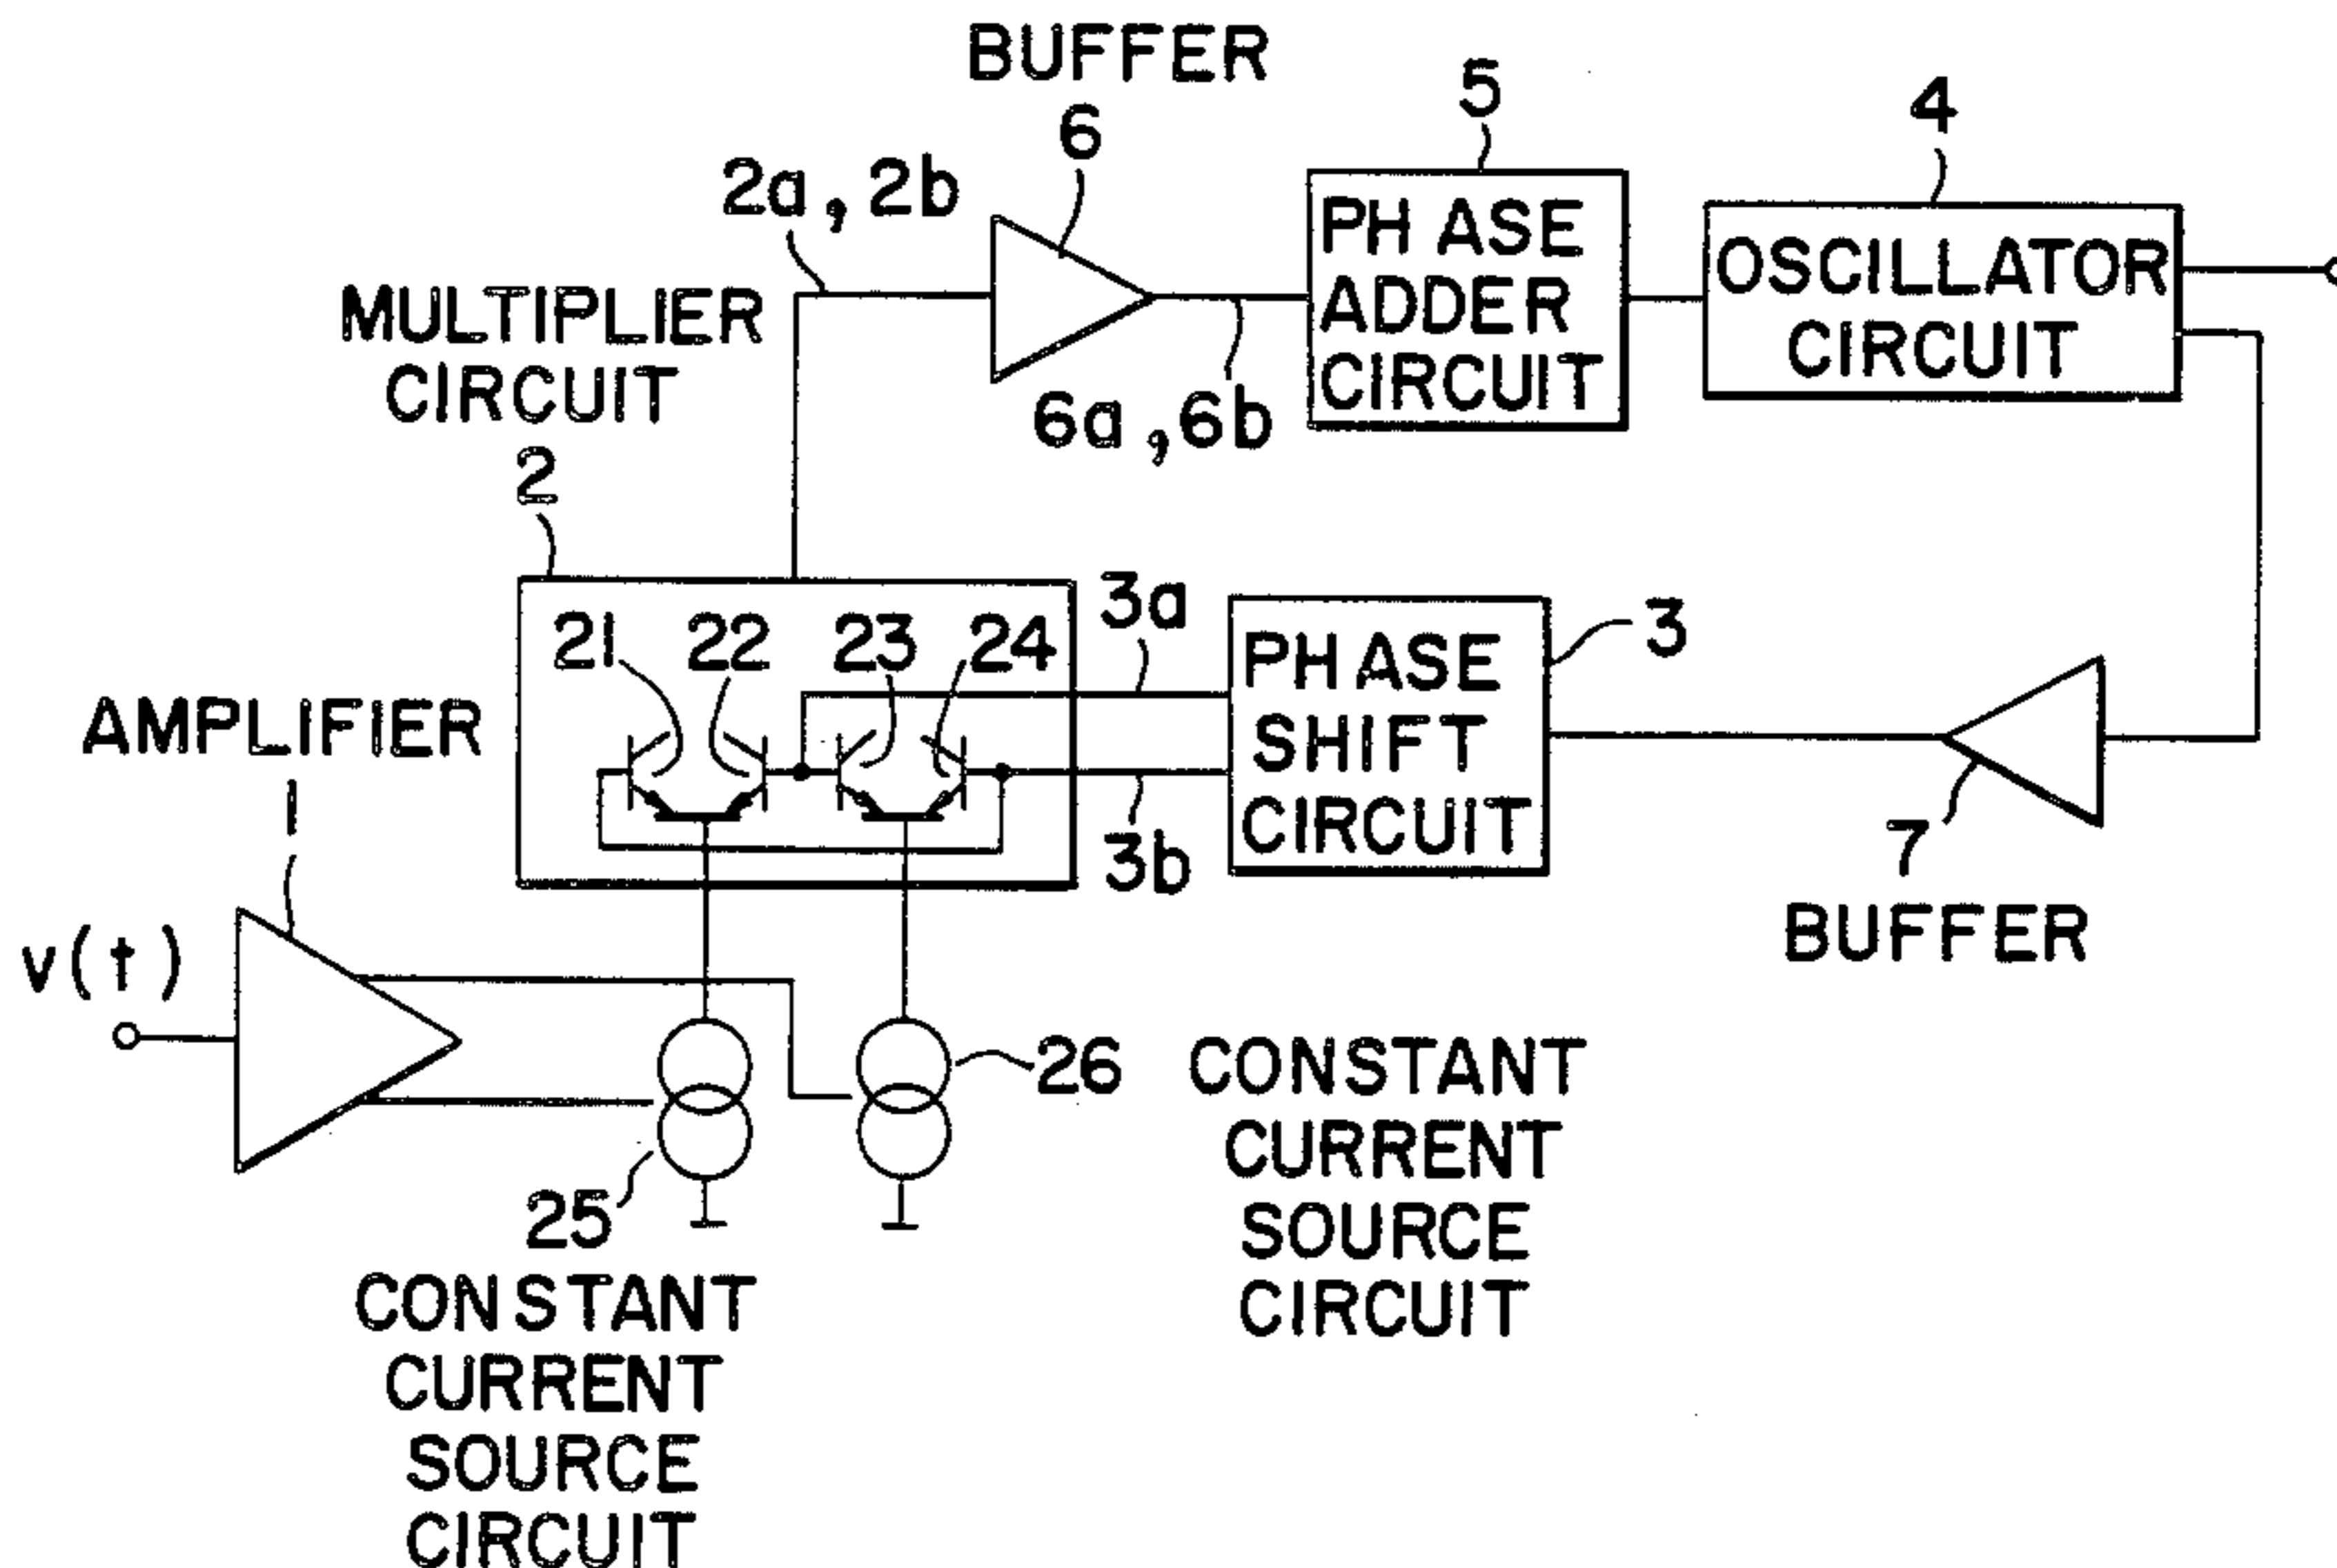 BUFFER
6
5
4
2a, 2b
PHASE
ADDER
CIRCUIT
OSCILLATOR
CIRCUIT
6a, 6b
MULTIPLIER
CIRCUIT
2
21 22 23 24
3a
3b
PHASE
SHIFT
CIRCUIT
3
7
BUFFER
AMPLIFIER
1
v(t)
25
CONSTANT
CURRENT
SOURCE
CIRCUIT
26
CONSTANT
CURRENT
SOURCE
CIRCUIT